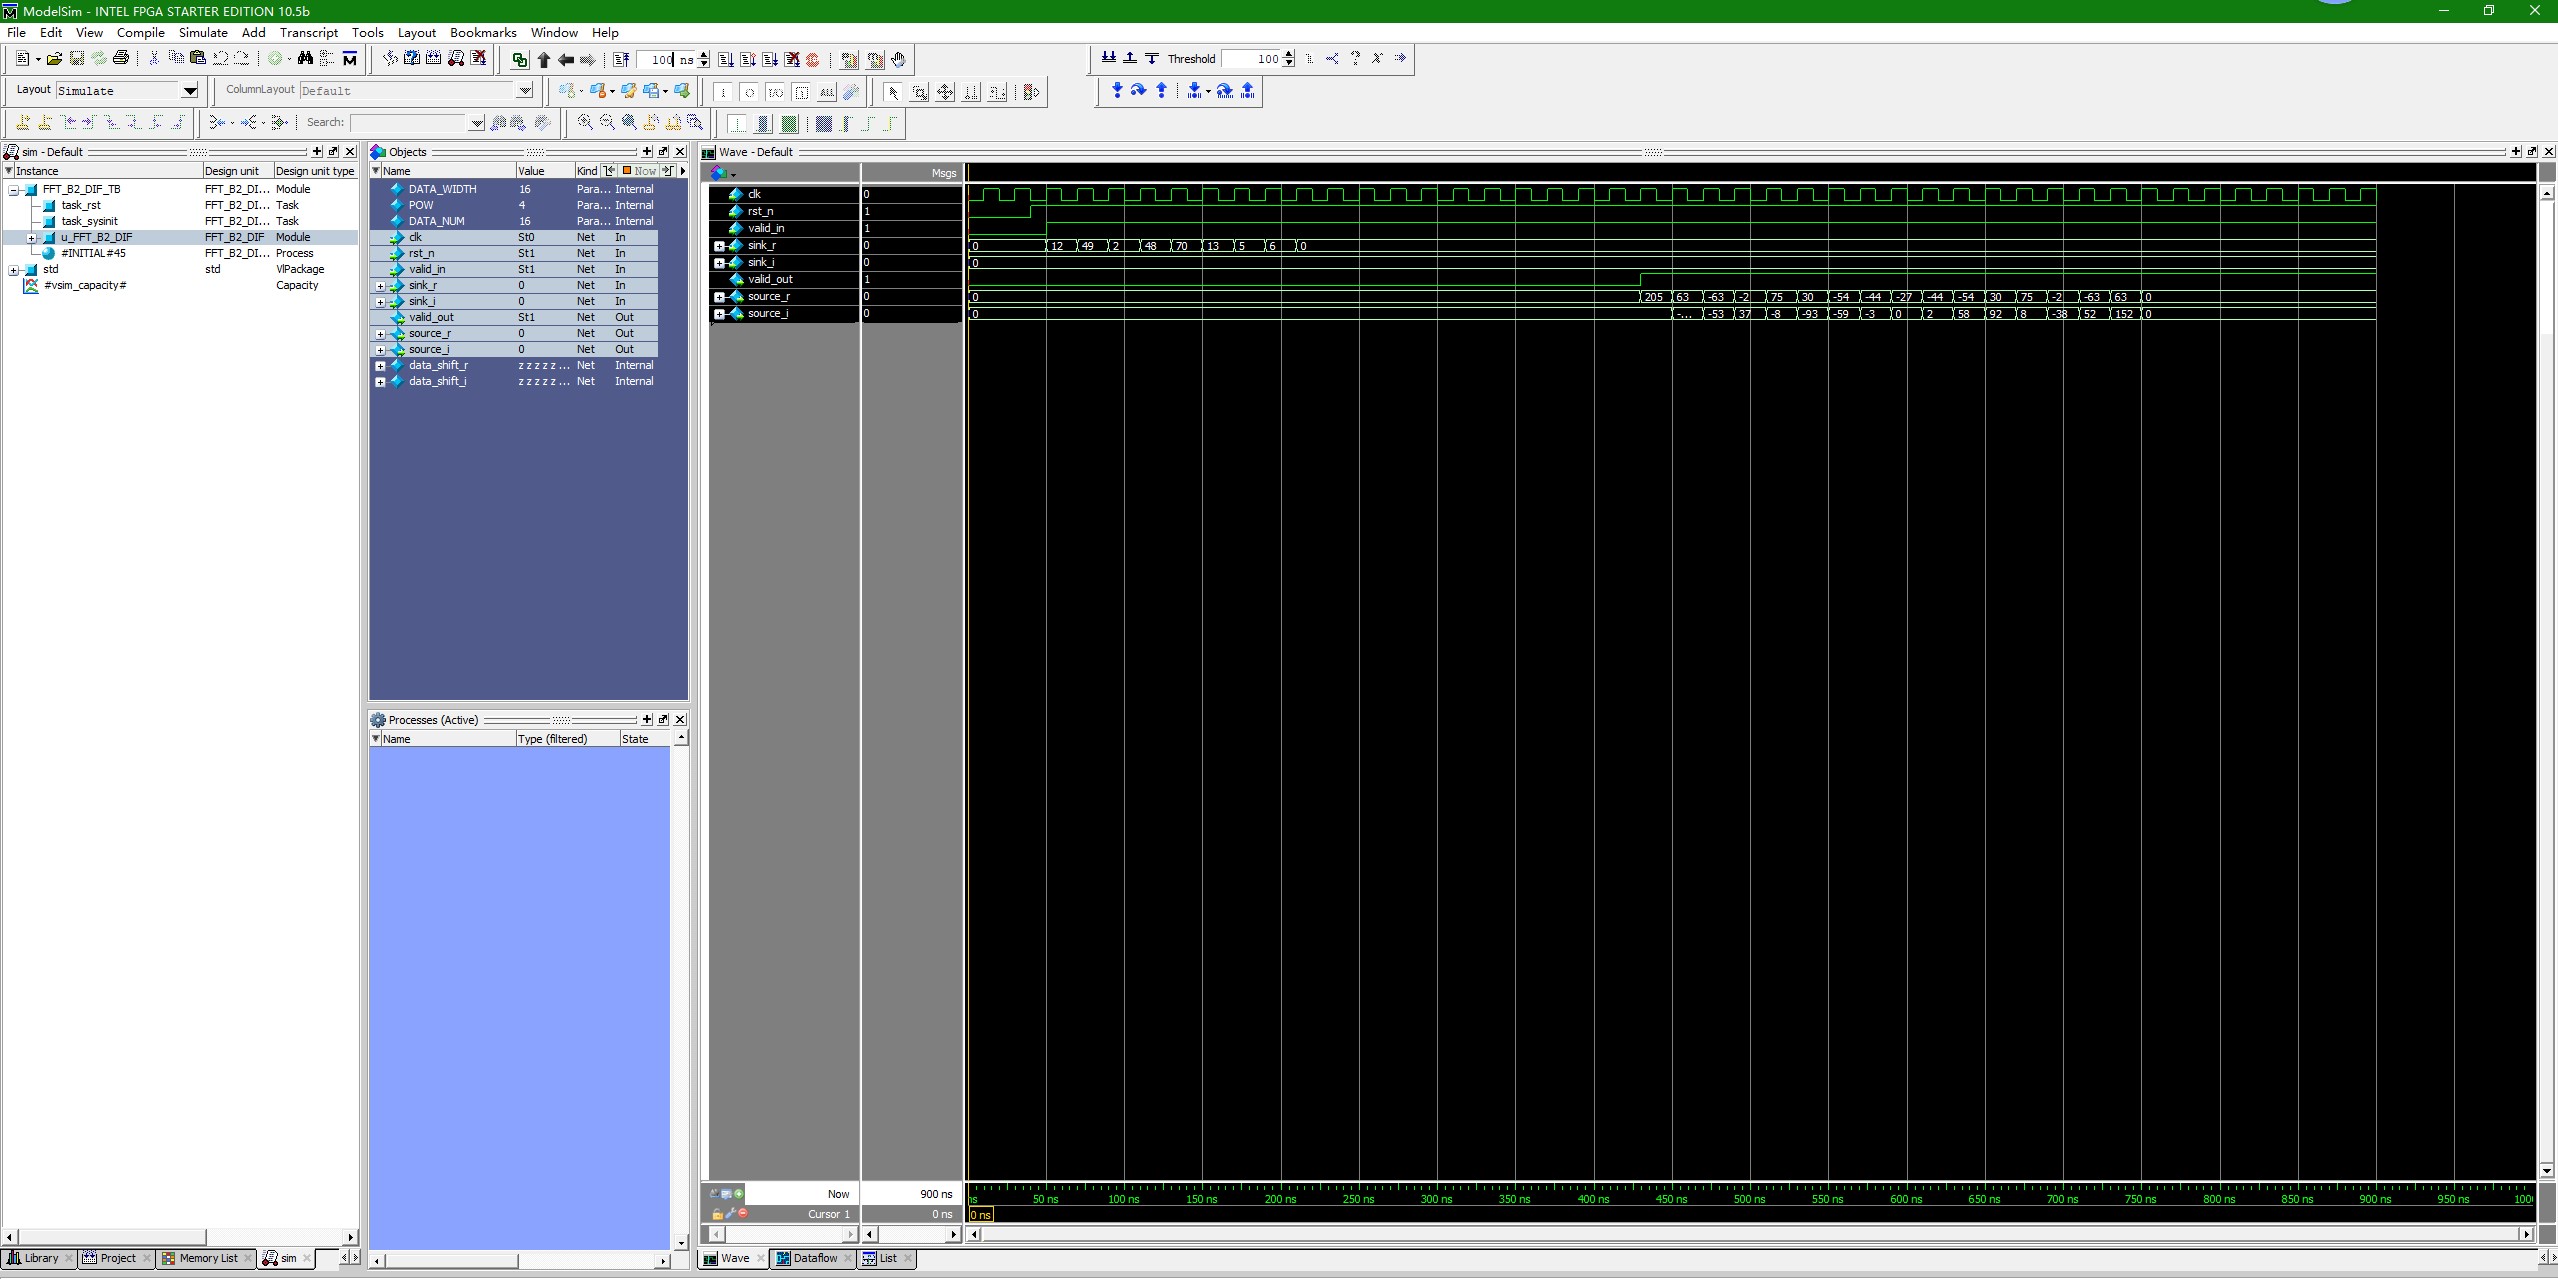 ModelSim - INTEL FPGA STARTER EDITION 10.5b
File Edit View Compile Simulate Add Transcript Tools Layout Bookmarks Window Help
100 ns
Threshold 100
Layout Simulate
ColumnLayout Default
ALL
Search:
sim - Default
Instance Design unit Design unit type
FFT_B2_DIF_TB FFT_B2_DI... Module
task_rst FFT_B2_DI... Task
task_sysinit FFT_B2_DI... Task
u_FFT_B2_DIF FFT_B2_DIF Module
#INITIAL#45 FFT_B2_DI... Process
std std VlPackage
#vsim_capacity# Capacity
Objects
Name Value Kind Now
DATA_WIDTH 16 Para... Internal
POW 4 Para... Internal
DATA_NUM 16 Para... Internal
clk St0 Net In
rst_n St1 Net In
valid_in St1 Net In
sink_r 0 Net In
sink_i 0 Net In
valid_out St1 Net Out
source_r 0 Net Out
source_i 0 Net Out
data_shift_r z z z z z ... Net Internal
data_shift_i z z z z z ... Net Internal
Processes (Active)
Name Type (filtered) State
Wave - Default
Msgs
clk 0
rst_n 1
valid_in 1
sink_r 0 0 12 49 2 48 70 13 5 6 0
sink_i 0 0
valid_out 1
source_r 0 0 205 63 -63 -2 75 30 -54 -44 -27 -44 -54 30 75 -2 -63 63 0
source_i 0 0 -... -53 37 -8 -93 -59 -3 0 2 58 92 8 -38 52 152 0
Now 900 ns
ns 50 ns 100 ns 150 ns 200 ns 250 ns 300 ns 350 ns 400 ns 450 ns 500 ns 550 ns 600 ns 650 ns 700 ns 750 ns 800 ns 850 ns 900 ns 950 ns 1000
Cursor 1 0 ns 0 ns
Library Project Memory List sim
Wave Dataflow List